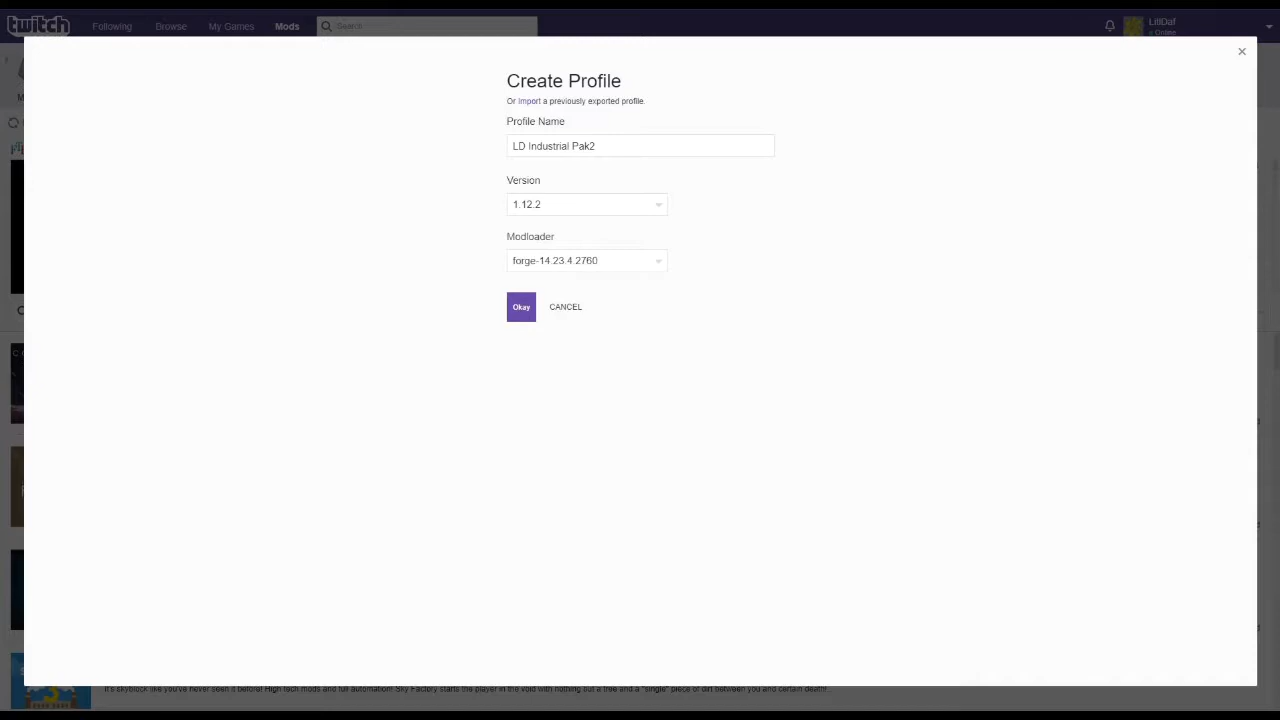 twitch Following Browse My Games Mods Search LitlDaf
Online
Create Profile
Or Import a previously exported profile.
Profile Name
LD Industrial Pak2
Version
1.12.2
Modloader
forge-14.23.4.2760
Okay CANCEL
It's skyblock like you've never seen it before! High tech mods and full automation! Sky Factory starts the player in the void with nothing but a tree and a "single" piece of dirt between you and certain death!!!